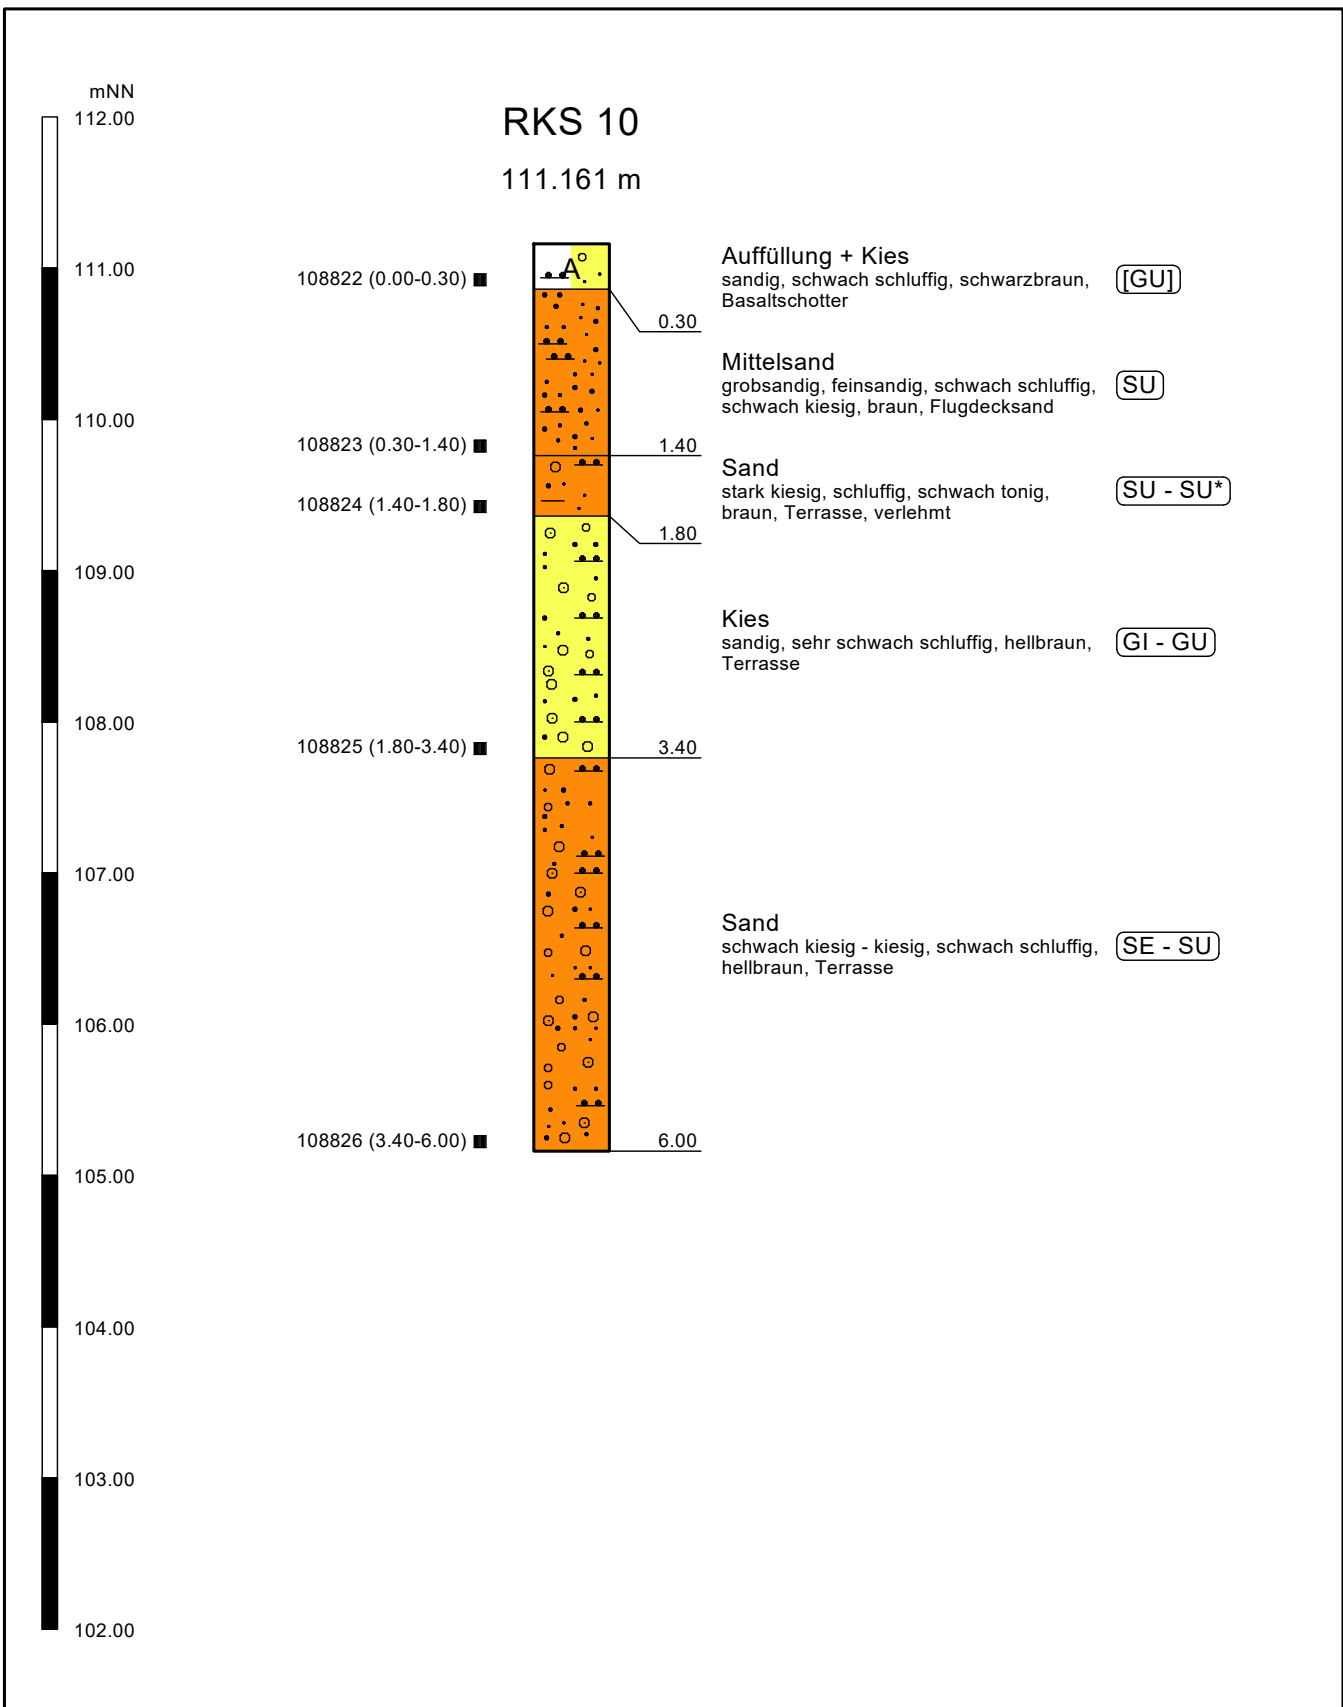 mNN
112.00
RKS 10
111.161 m
111.00
110.00
109.00
108.00
107.00
106.00
105.00
104.00
103.00
102.00
108822 (0.00-0.30)
108823 (0.30-1.40)
108824 (1.40-1.80)
108825 (1.80-3.40)
108826 (3.40-6.00)
A
0.30
1.40
1.80
3.40
6.00
Auffüllung + Kies
sandig, schwach schluffig, schwarzbraun,
Basaltschotter
[GU]
Mittelsand
grobsandig, feinsandig, schwach schluffig,
schwach kiesig, braun, Flugdecksand
SU
Sand
stark kiesig, schluffig, schwach tonig,
braun, Terrasse, verlehmt
SU - SU*
Kies
sandig, sehr schwach schluffig, hellbraun,
Terrasse
GI - GU
Sand
schwach kiesig - kiesig, schwach schluffig,
hellbraun, Terrasse
SE - SU